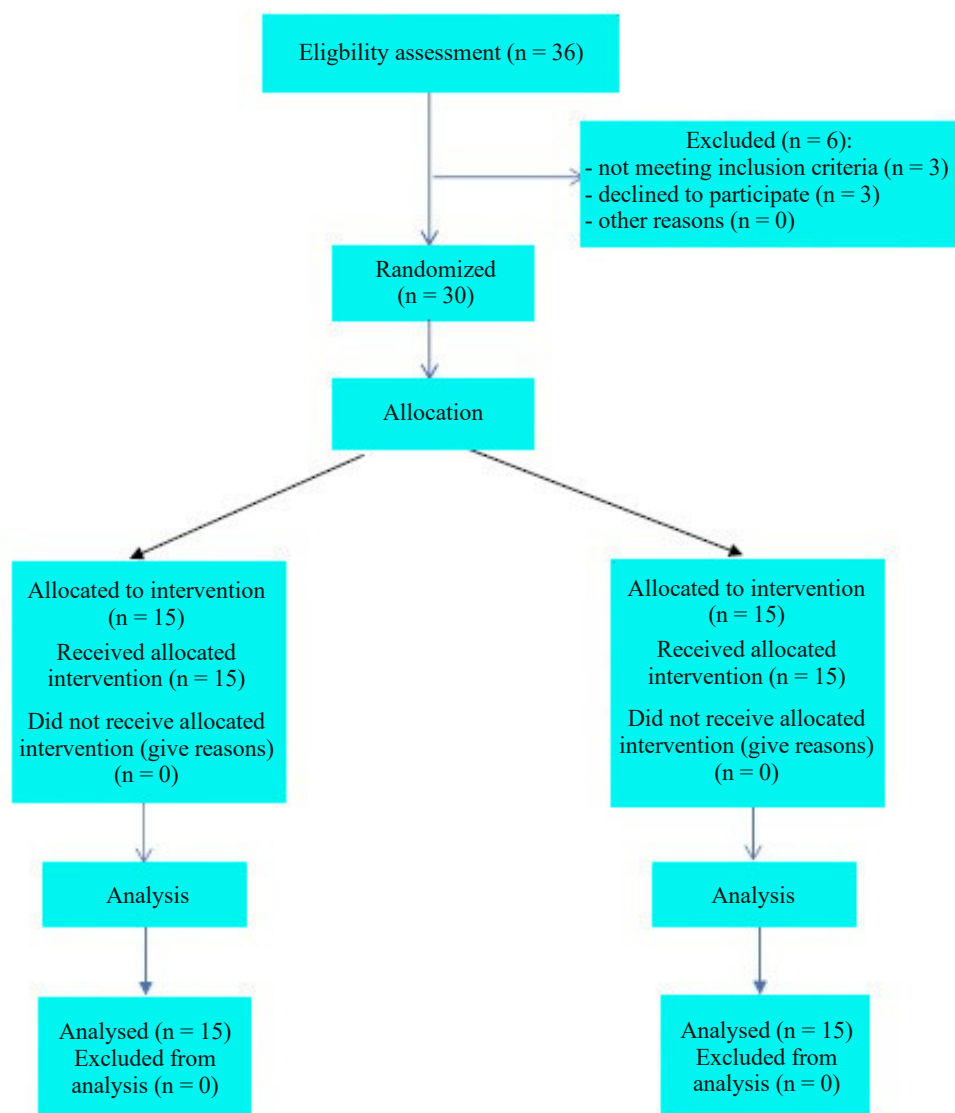 Eligbility assessment (n = 36)
Excluded (n = 6):
- not meeting inclusion criteria (n = 3)
- declined to participate (n = 3)
- other reasons (n = 0)
Randomized
(n = 30)
Allocation
Allocated to intervention
(n = 15)
Received allocated
intervention (n = 15)
Did not receive allocated
intervention (give reasons)
(n = 0)
Allocated to intervention
(n = 15)
Received allocated
intervention (n = 15)
Did not receive allocated
intervention (give reasons)
(n = 0)
Analysis
Analysis
Analysed (n = 15)
Excluded from
analysis (n = 0)
Analysed (n = 15)
Excluded from
analysis (n = 0)